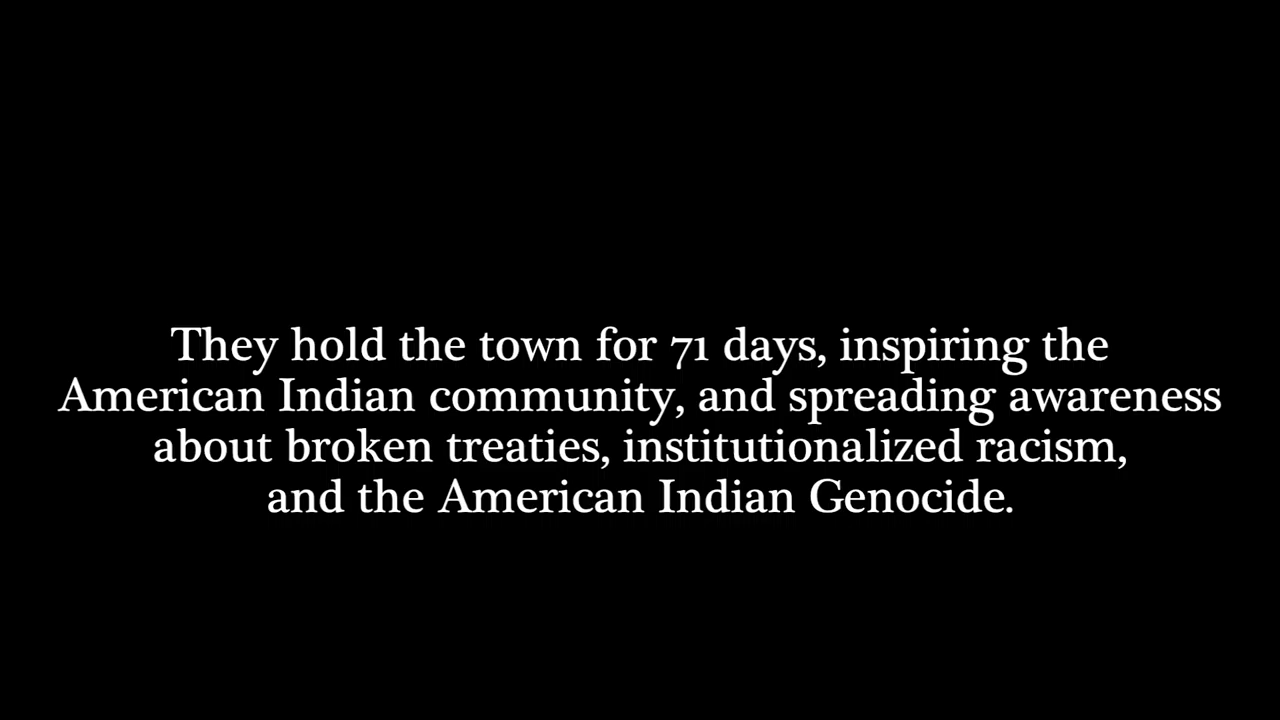 They hold the town for 71 days, inspiring the
American Indian community, and spreading awareness
about broken treaties, institutionalized racism,
and the American Indian Genocide.